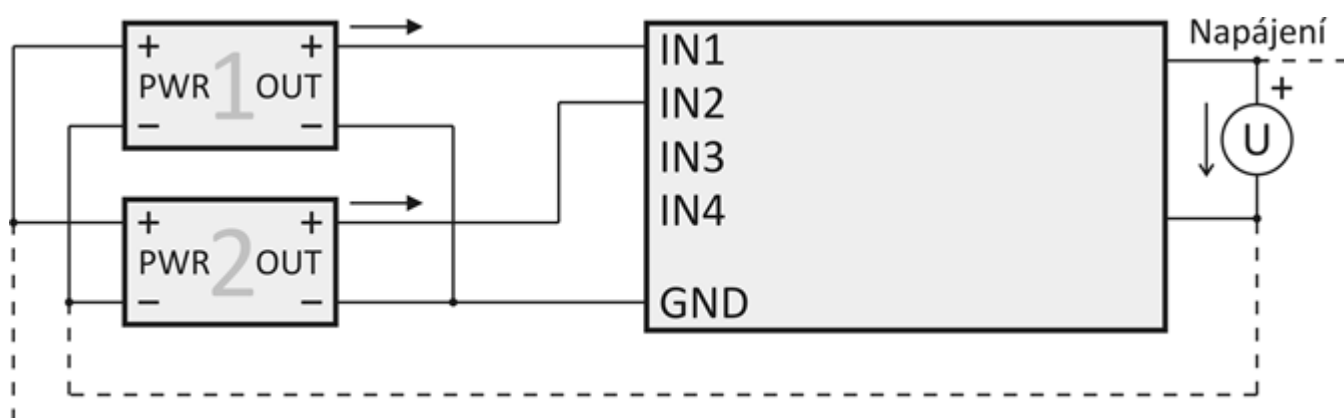 Napájení
+ + IN1
PWR 1 OUT
− − IN2
+
U
IN3
+ + IN4
PWR 2 OUT
− − GND